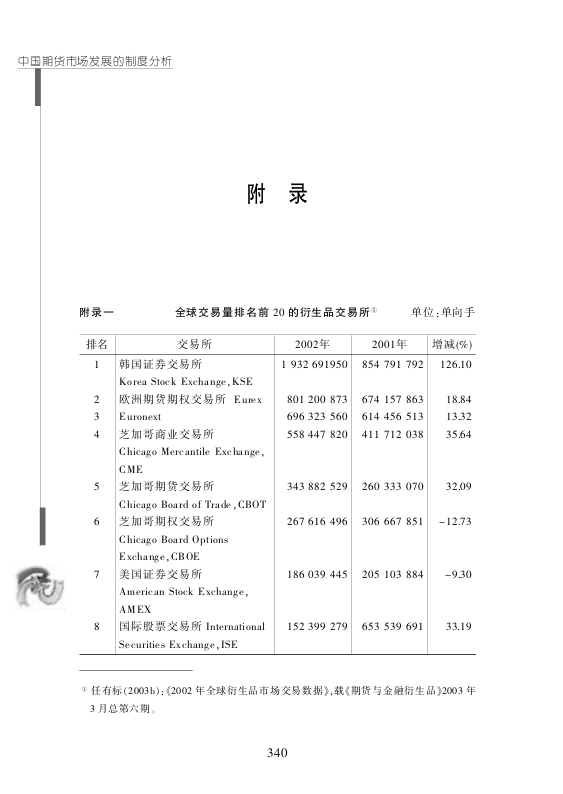 中国期货市场发展的制度分析
附 录
附录一 全球交易量排名前 20 的衍生品交易所① 单位:单向手
排名 交易所 2002年 2001年 增减(%)
1 韩国证券交易所 1 932 691950 854 791 792 126.10
Korea Stock Exchange,KSE
2 欧洲期货期权交易所 Eurex 801 200 873 674 157 863 18.84
3 Euronext 696 323 560 614 456 513 13.32
4 芝加哥商业交易所 558 447 820 411 712 038 35.64
Chicago Mercantile Exchange,
CME
5 芝加哥期货交易所 343 882 529 260 333 070 32.09
Chicago Board of Trade,CBOT
6 芝加哥期权交易所 267 616 496 306 667 851 -12.73
Chicago Board Options
Exchange,CBOE
7 美国证券交易所 186 039 445 205 103 884 -9.30
American Stock Exchange,
AMEX
8 国际股票交易所 International 152 399 279 653 539 691 33.19
Securities Exchange,ISE
① 任有标(2003b):《2002 年全球衍生品市场交易数据》,载《期货与金融衍生品》2003 年
3 月总第六期。
340